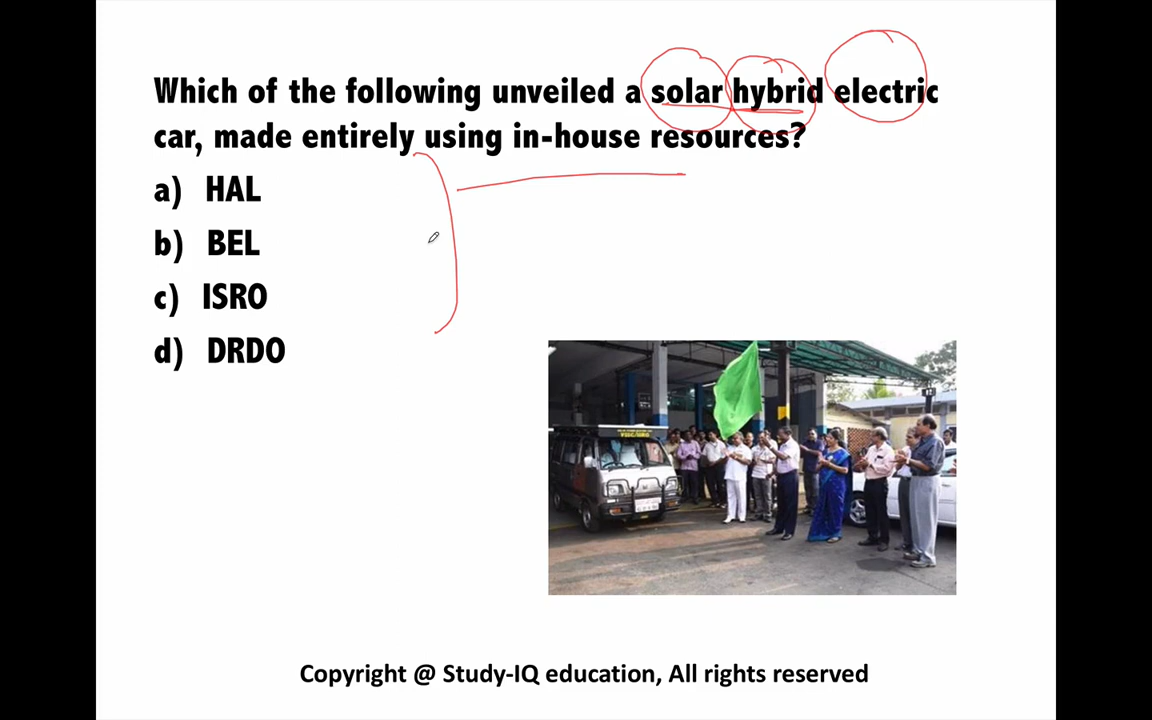 Which of the following unveiled a solar hybrid electric
car, made entirely using in-house resources?
a) HAL
b) BEL
c) ISRO
d) DRDO
Copyright @ Study-IQ education, All rights reserved